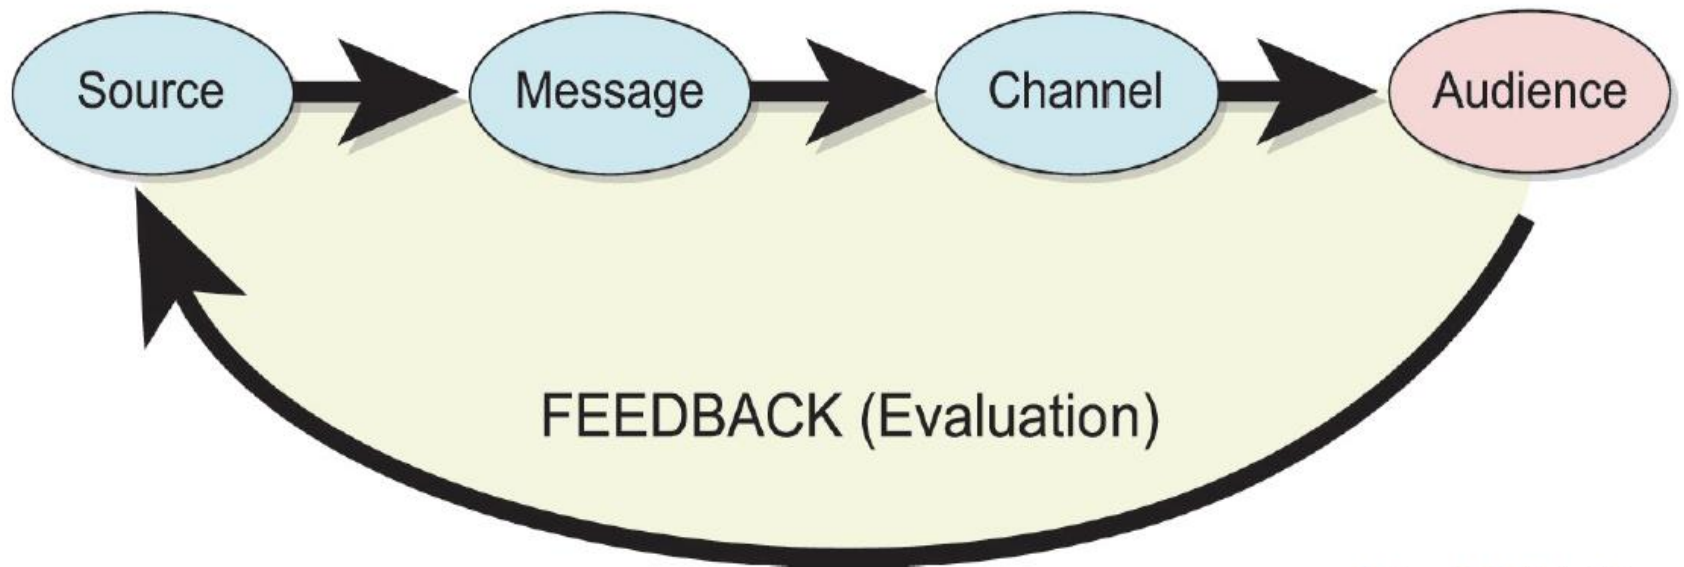 Source
Message
Channel
Audience
FEEDBACK (Evaluation)